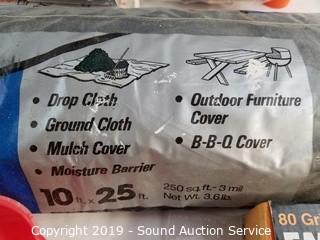 • Drop Cloth
• Ground Cloth
• Mulch Cover
• Moisture Barrier
• Outdoor Furniture
Cover
• B-B-Q Cover
10 ft. x 25 ft.
250 sq. ft. - 3 mil
Net Wt. 3.6 lb.
80 Gr
Copyright 2019 - Sound Auction Service